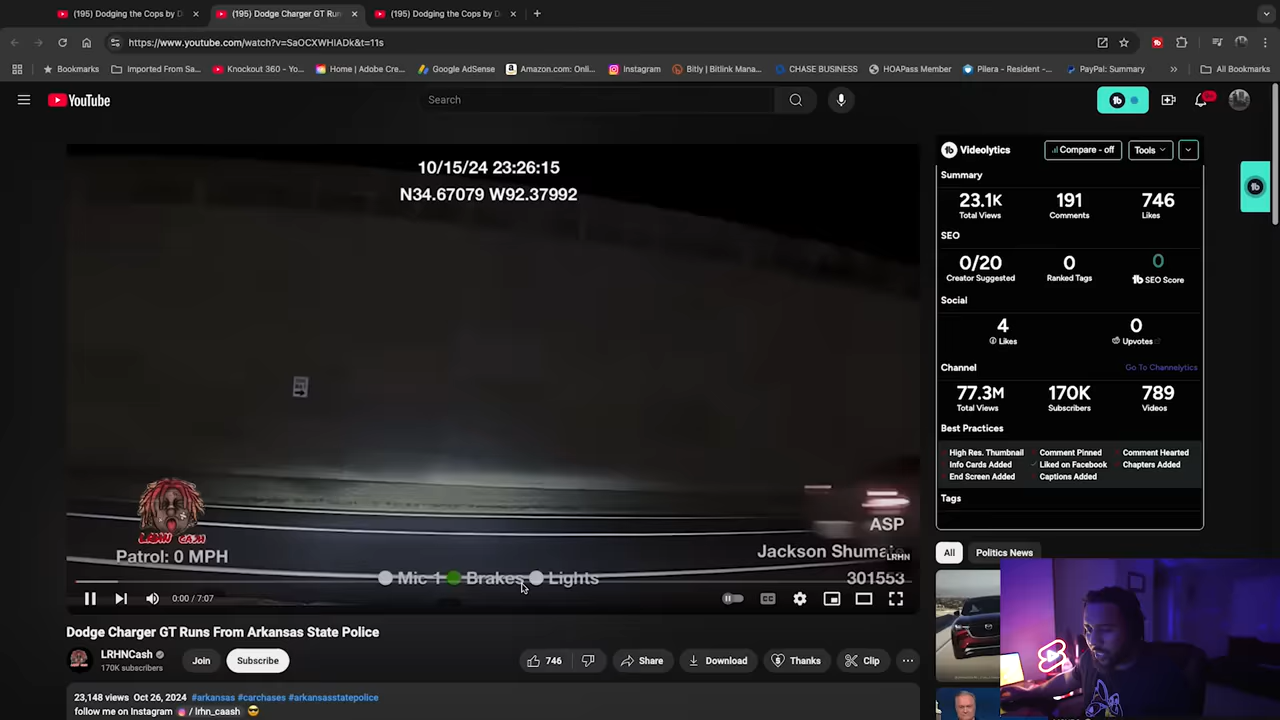 (195) Dodging the Cops by D
(195) Dodge Charger GT Run
(195) Dodging the Cops by D
https://www.youtube.com/watch?v=SaOCXWHIADk&t=11s
Bookmarks
Imported From Sa...
Knockout 360 - Yo...
Home | Adobe Cre...
Google AdSense
Amazon.com: Onli...
Instagram
Bitly | Bitlink Mana...
CHASE BUSINESS
HOAPass Member
Pilera - Resident -...
PayPal: Summary
All Bookmarks
YouTube
Search
9+
10/15/24 23:26:15
N34.67079 W92.37992
LRHN CASH
Patrol: 0 MPH
Mic 1 Brakes Lights
ASP
Jackson Shuma
LRHN
301553
0:00 / 7:07
Dodge Charger GT Runs From Arkansas State Police
LRHNCash
170K subscribers
Join
Subscribe
746
Share
Download
Thanks
Clip
23,148 views Oct 26, 2024 #arkansas #carchases #arkansasstatepolice
follow me on Instagram / lrhn_caash
Videolytics
Compare - off
Tools
Summary
23.1K
Total Views
191
Comments
746
Likes
SEO
0/20
Creator Suggested
0
Ranked Tags
0
SEO Score
Social
4
Likes
0
Upvotes
Channel
Go To Channelytics
77.3M
Total Views
170K
Subscribers
789
Videos
Best Practices
High Res. Thumbnail
Comment Pinned
Comment Hearted
Info Cards Added
Liked on Facebook
Chapters Added
End Screen Added
Captions Added
Tags
All
Politics News